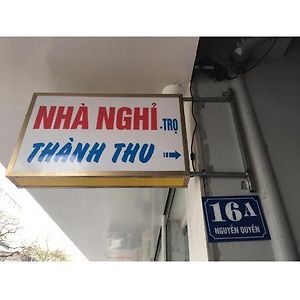 NHÀ NGHỈ.TRỌ
THÀNH THU
16A
NGUYỄN QUYỀN